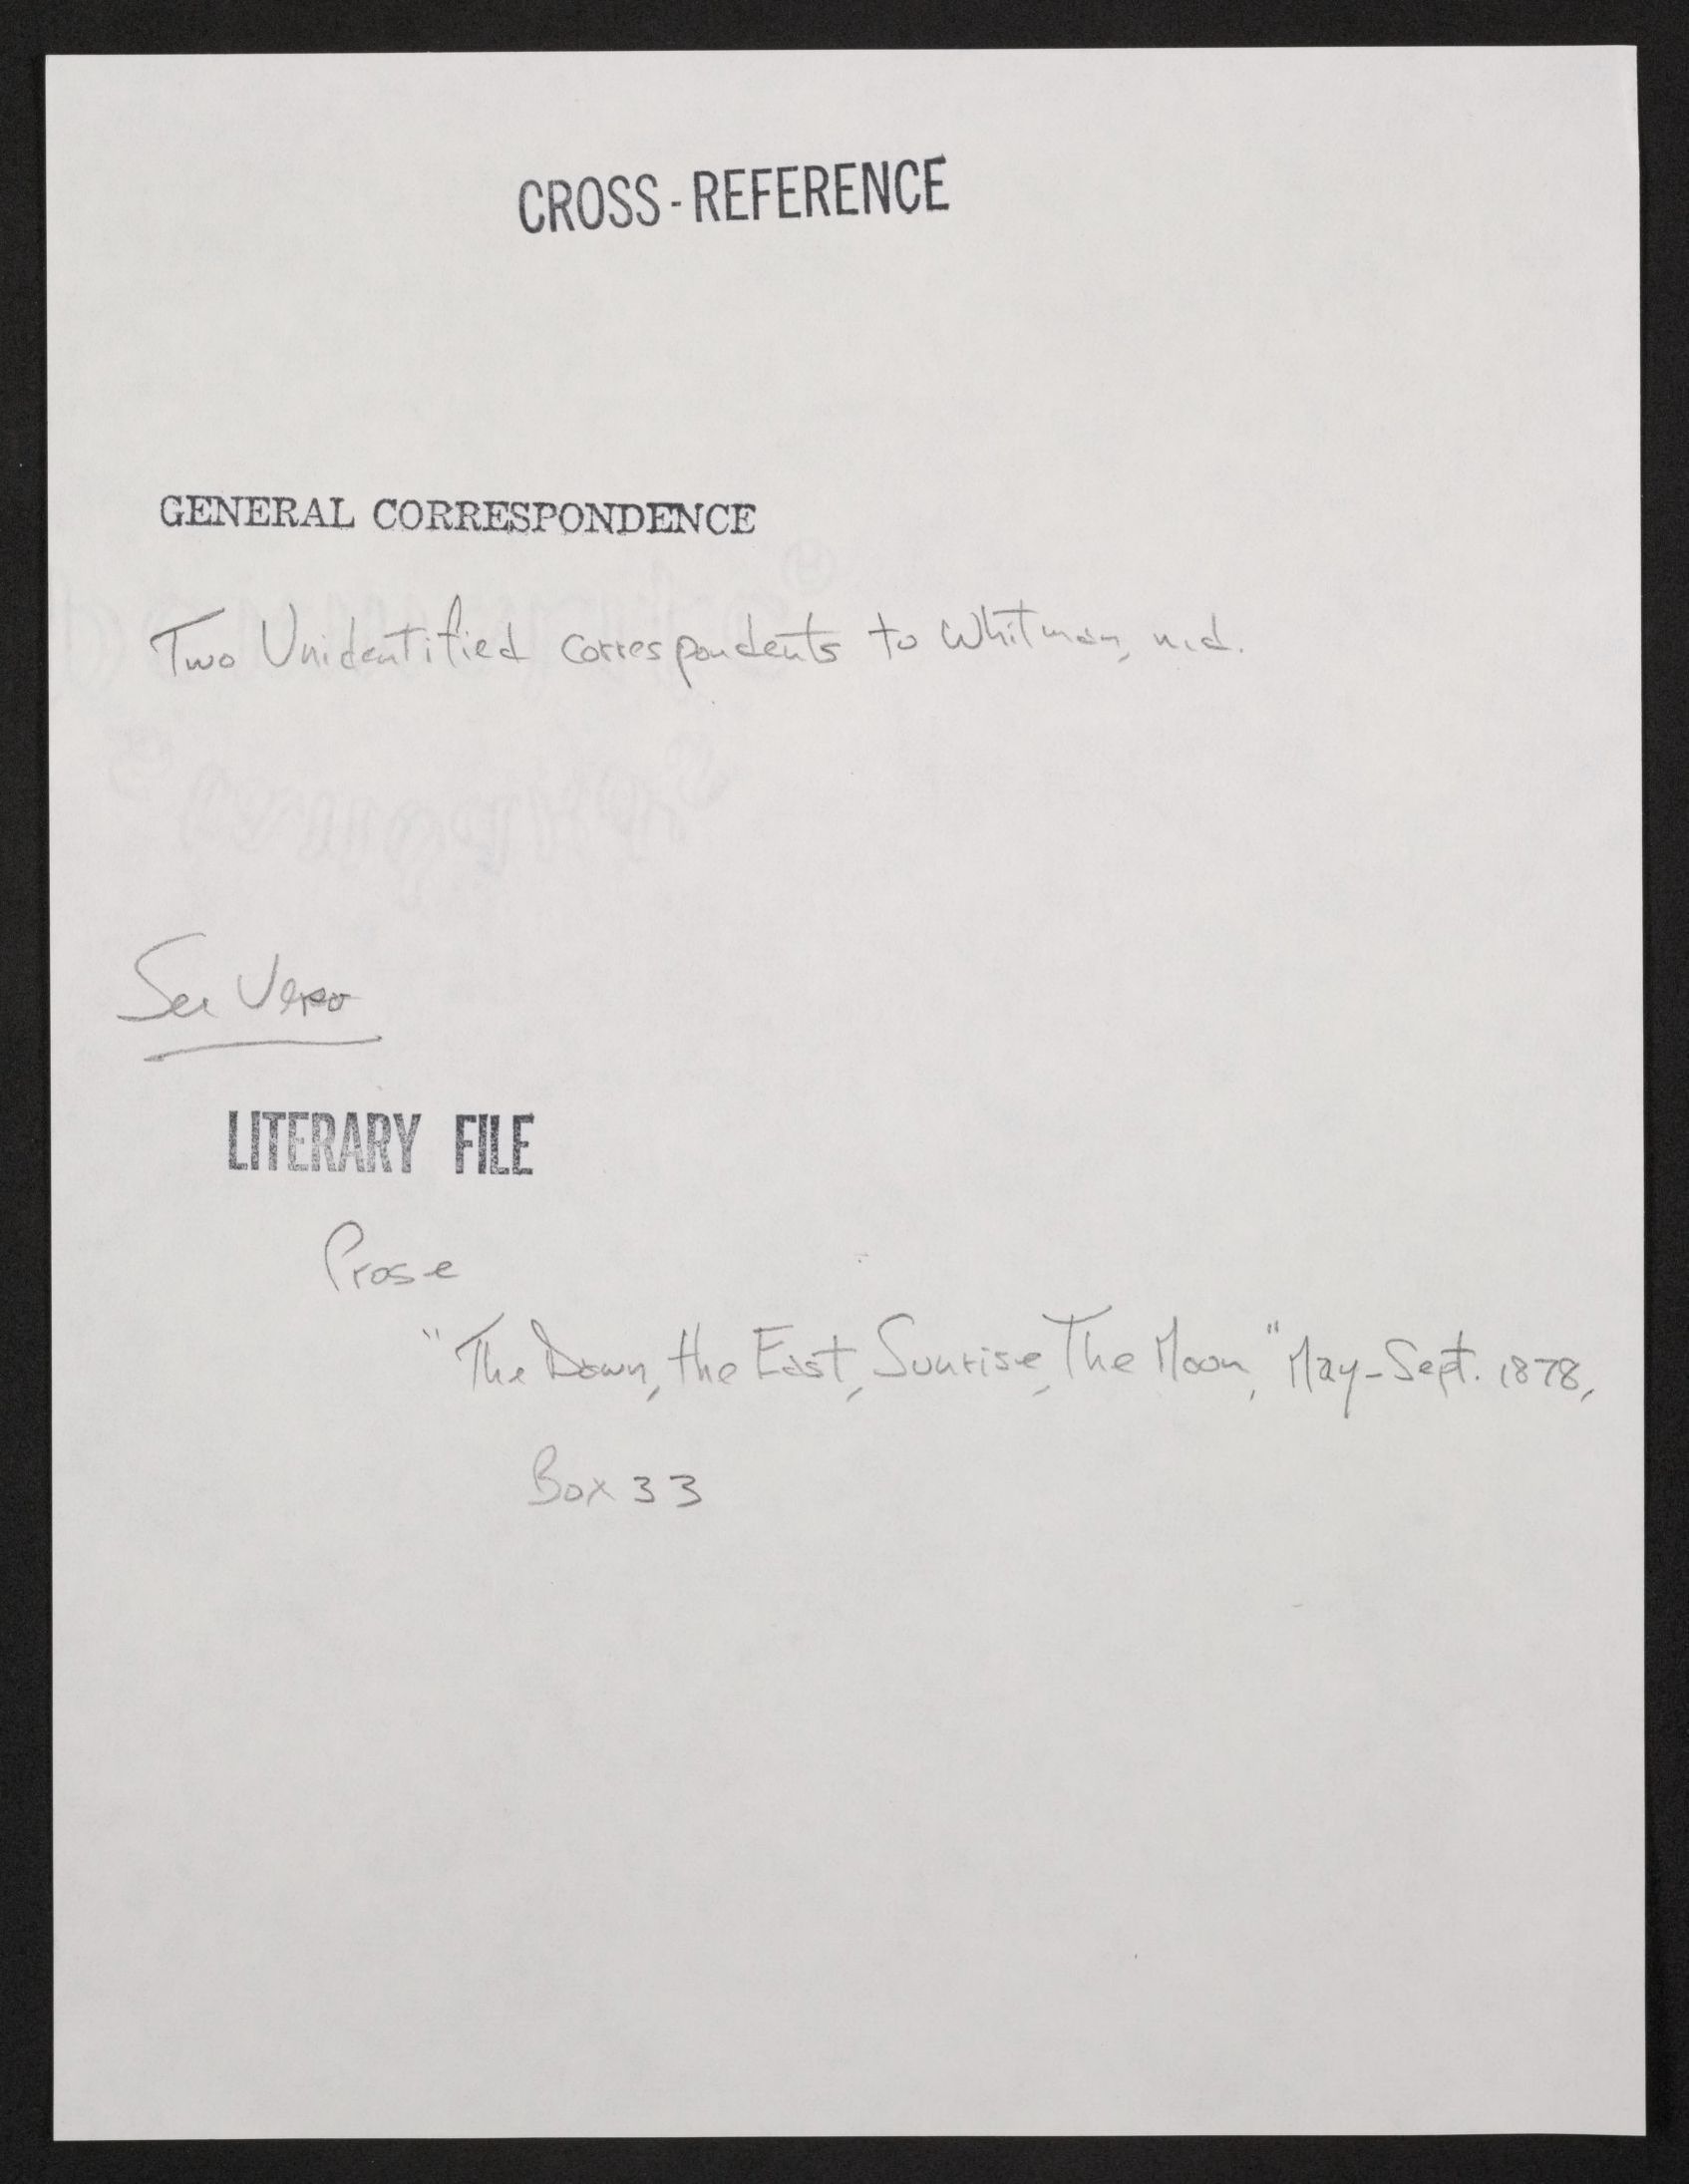 CROSS-REFERENCE
GENERAL CORRESPONDENCE
Two Unidentified correspondents to Whitman, n.d.
See Verso
LITERARY FILE
Prose
"The Dawn, the East, Sunrise, The Moon," May-Sept. 1878,
Box 33